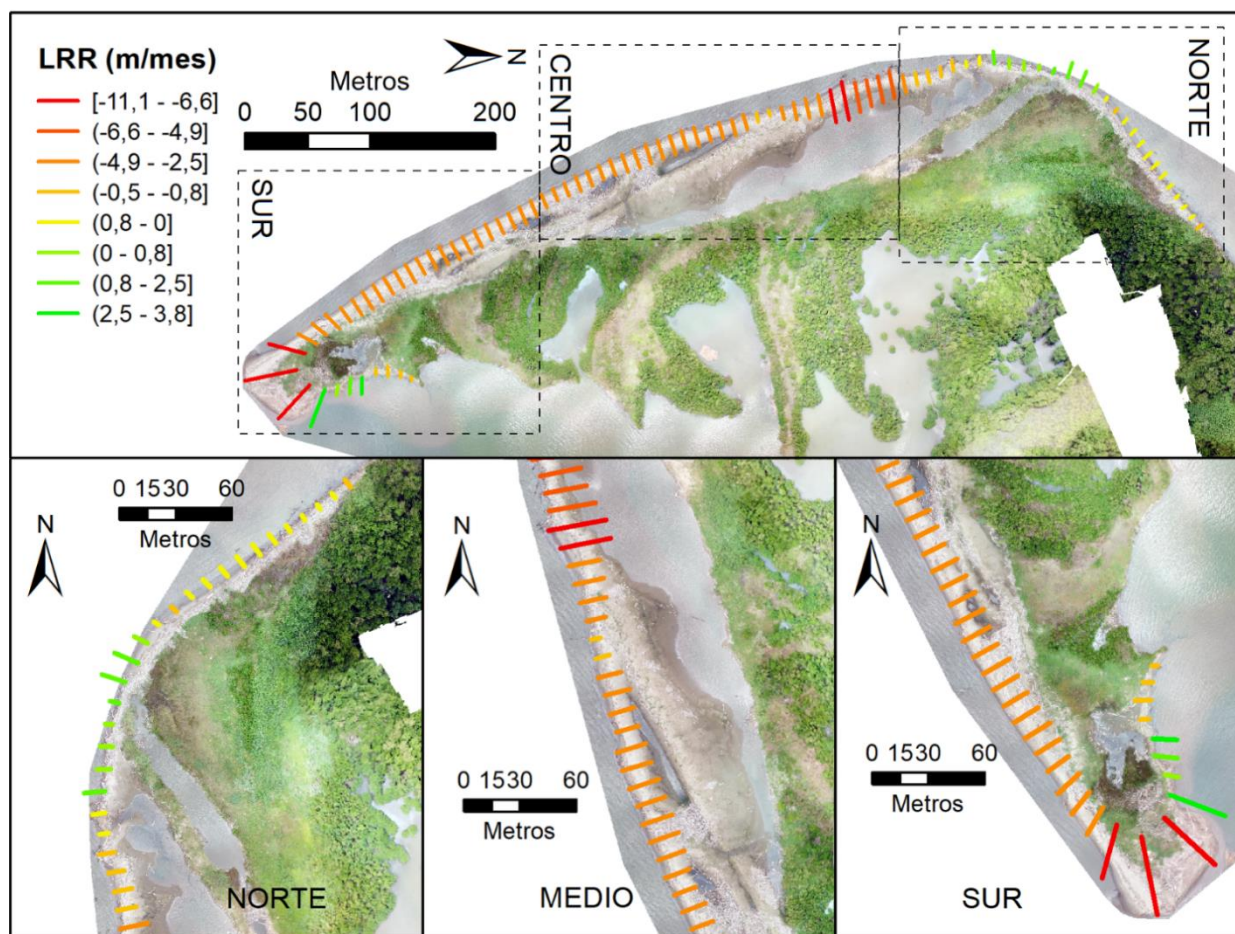 LRR (m/mes)
[-11,1 - -6,6]
(-6,6 - -4,9]
(-4,9 - -2,5]
(-0,5 - -0,8]
(0,8 - 0]
(0 - 0,8]
(0,8 - 2,5]
(2,5 - 3,8]
Metros
0 50 100 200
N
SUR
CENTRO
NORTE
0 1530 60
Metros
N
NORTE
N
0 1530 60
Metros
MEDIO
N
0 1530 60
Metros
SUR